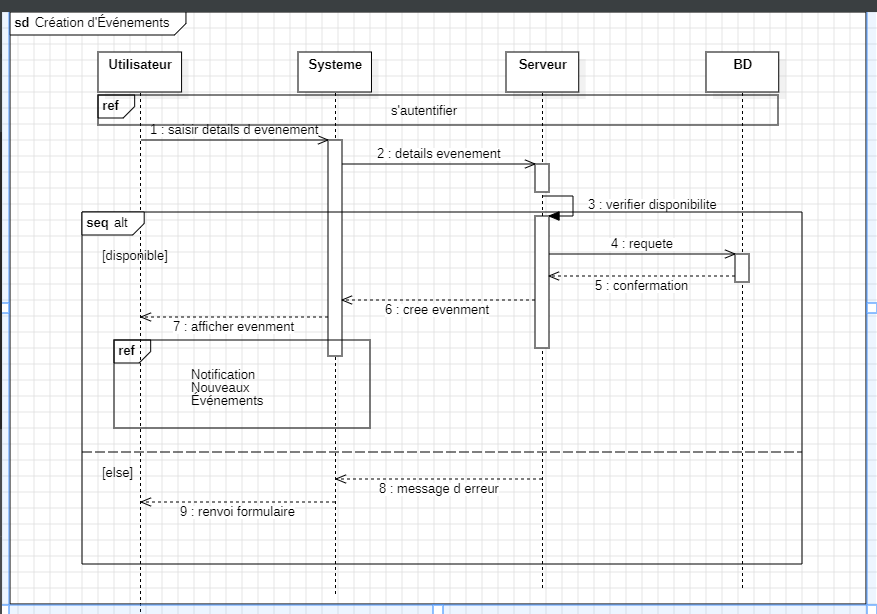 sd Création d'Événements
Utilisateur
Systeme
Serveur
BD
ref
s'autentifier
1 : saisir details d evenement
2 : details evenement
3 : verifier disponibilite
seq alt
4 : requete
[disponible]
5 : confermation
6 : cree evenment
7 : afficher evenment
ref
Notification
Nouveaux
Événements
[else]
8 : message d erreur
9 : renvoi formulaire